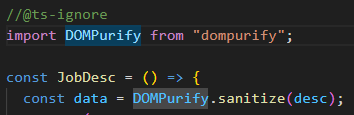 //@ts-ignore
import DOMPurify from "dompurify";
const JobDesc = () => {
const data = DOMPurify.sanitize(desc);